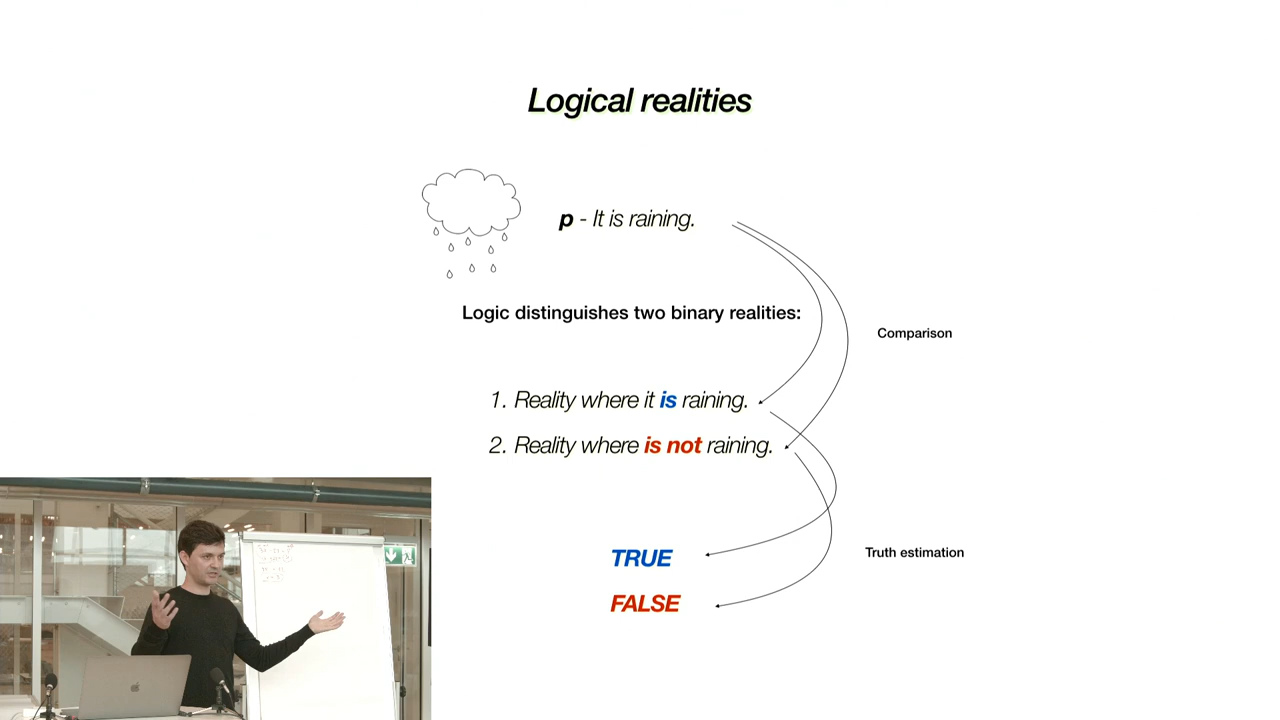 Logical realities
p - It is raining.
Logic distinguishes two binary realities:
Comparison
1. Reality where it is raining.
2. Reality where is not raining.
TRUE
Truth estimation
FALSE